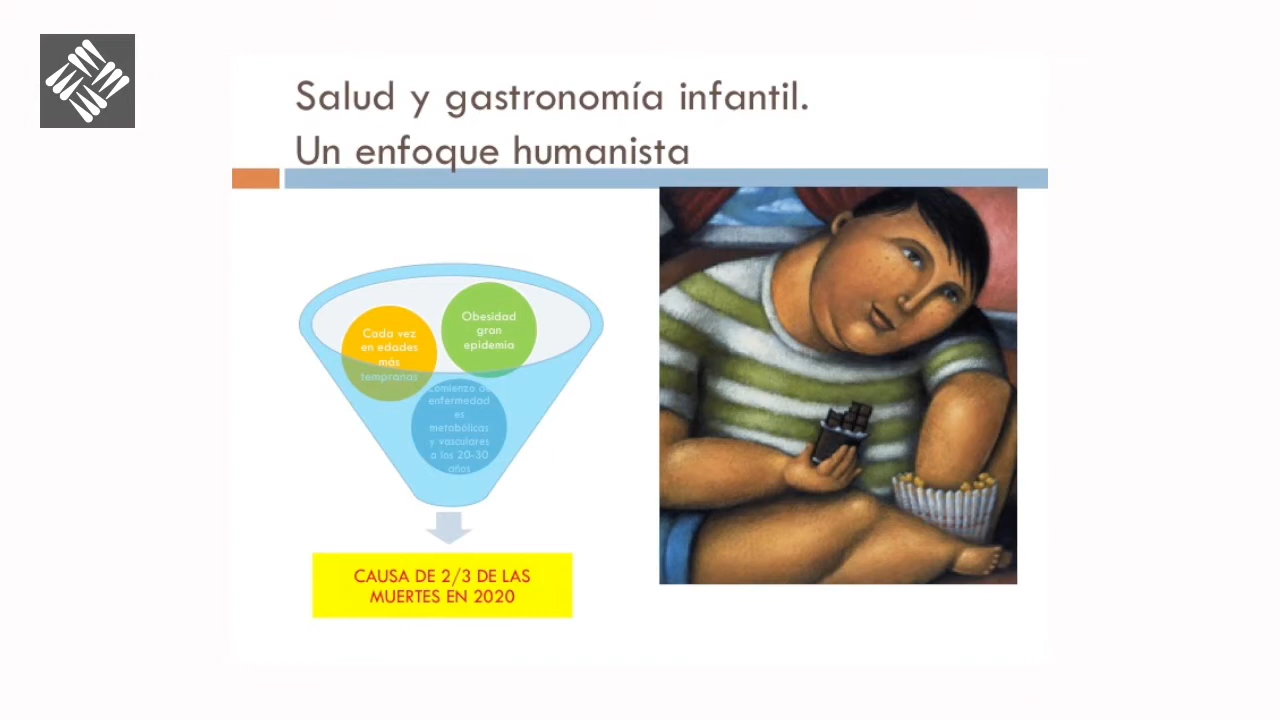 Salud y gastronomía infantil.
Un enfoque humanista
Cada vez
en edades
más
tempranas
Obesidad
gran
epidemia
Comienzo de
enfermedad
es
metabólicas
y vasculares
a los 20-30
años
CAUSA DE 2/3 DE LAS
MUERTES EN 2020